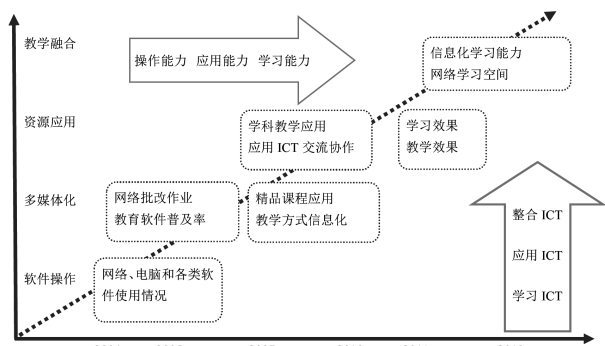 教学融合
操作能力 应用能力 学习能力
信息化学习能力
网络学习空间
资源应用
学科教学应用
应用 ICT 交流协作
学习效果
教学效果
多媒体化
网络批改作业
教育软件普及率
精品课程应用
教学方式信息化
整合 ICT
应用 ICT
学习 ICT
软件操作
网络、电脑和各类软
件使用情况